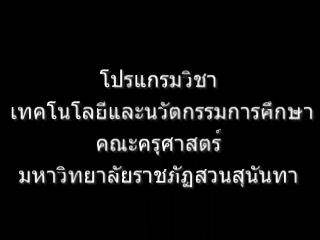 โปรแกรมวิชา
เทคโนโลยีและนวัตกรรมการศึกษา
คณะครุศาสตร์
มหาวิทยาลัยราชภัฏสวนสุนันทา